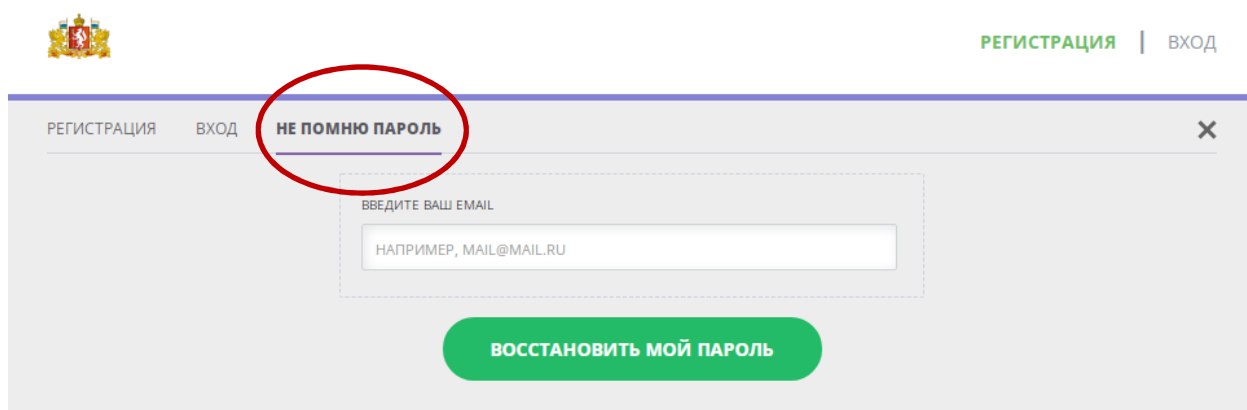 РЕГИСТРАЦИЯ | ВХОД
РЕГИСТРАЦИЯ ВХОД НЕ ПОМНЮ ПАРОЛЬ ×
ВВЕДИТЕ ВАШ EMAIL
НАПРИМЕР, MAIL@MAIL.RU
ВОССТАНОВИТЬ МОЙ ПАРОЛЬ